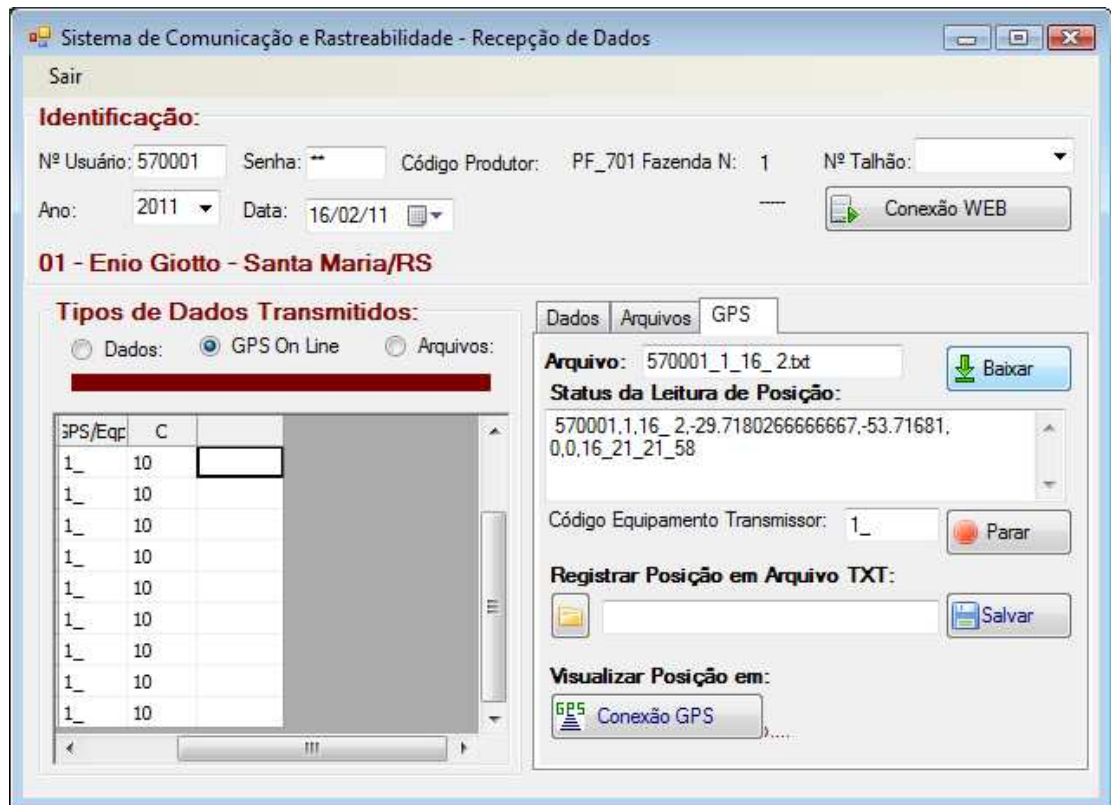 Sistema de Comunicação e Rastreabilidade - Recepção de Dados
Sair
Identificação:
Nº Usuário: 570001 Senha: ** Código Produtor: PF_701 Fazenda N: 1 Nº Talhão:
Ano: 2011 Data: 16/02/11 ----- Conexão WEB
01 - Enio Giotto - Santa Maria/RS
Tipos de Dados Transmitidos:
Dados: GPS On Line Arquivos:
GPS/Eqp C
1_ 10
1_ 10
1_ 10
1_ 10
1_ 10
1_ 10
1_ 10
1_ 10
1_ 10
Dados Arquivos GPS
Arquivo: 570001_1_16_ 2.txt Baixar
Status da Leitura de Posição:
570001,1,16_ 2,-29.7180266666667,-53.71681,
0,0,16_21_21_58
Código Equipamento Transmissor: 1_ Parar
Registrar Posição em Arquivo TXT:
Salvar
Visualizar Posição em:
GPS Conexão GPS